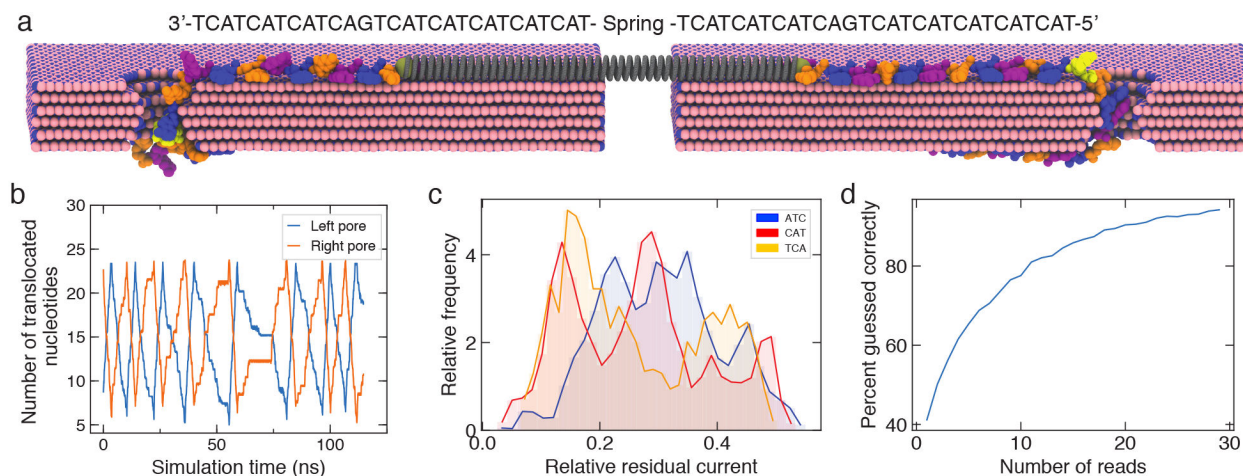 a
3'-TCATCATCATCAGTCATCATCATCATCAT- Spring -TCATCATCATCAGTCATCATCATCATCAT-5'
b
Number of translocated
nucleotides
30
25
20
15
10
5
Left pore
Right pore
0
50
100
Simulation time (ns)
c
Relative frequency
4
2
0
ATC
CAT
TCA
0.0
0.2
0.4
Relative residual current
d
Percent guessed correctly
80
60
40
0
10
20
30
Number of reads